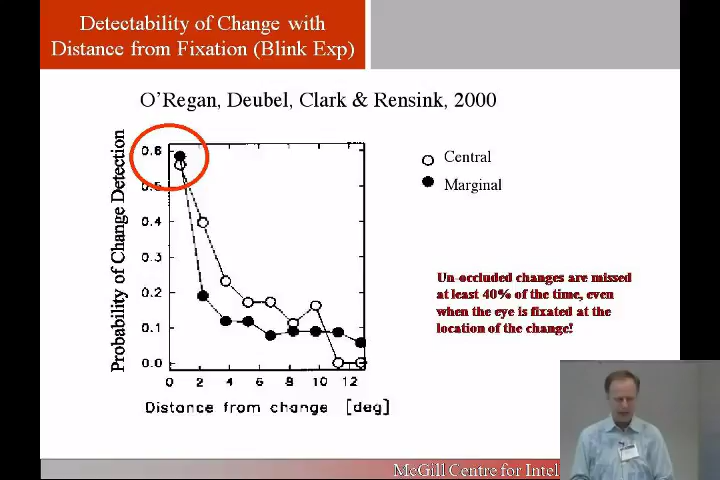 Detectability of Change with
Distance from Fixation (Blink Exp)
O'Regan, Deubel, Clark & Rensink, 2000
Probability of Change Detection
0.6
0.5
0.4
0.3
0.2
0.1
0.0
0 2 4 6 8 10 12
Distance from change [deg]
Central
Marginal
Un-occluded changes are missed
at least 40% of the time, even
when the eye is fixated at the
location of the change!
McGill Centre for Intel